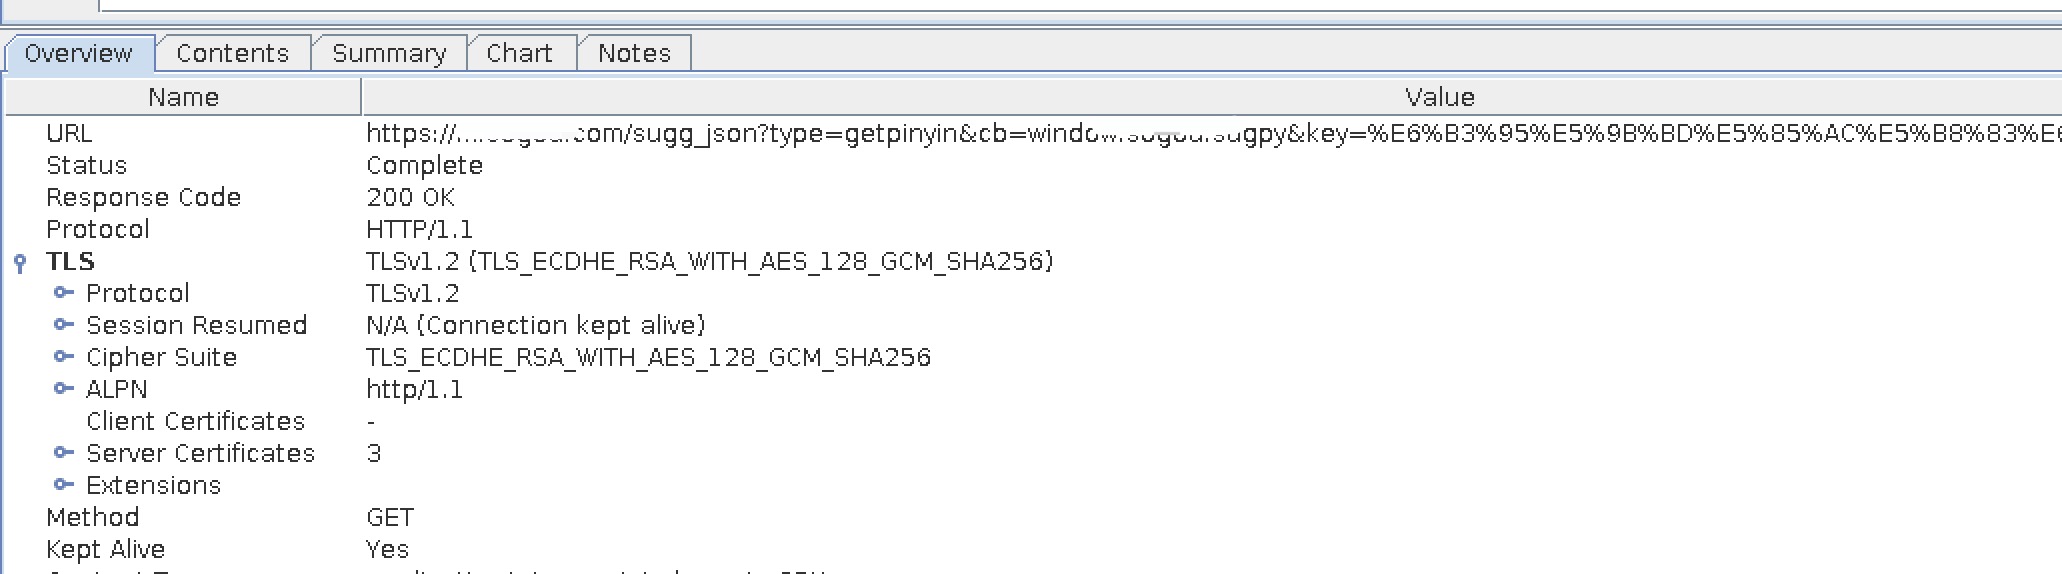 Overview Contents Summary Chart Notes
Name Value
URL https:// .com/sugg_json?type=getpinyin&cb=window.sogou.sugpy&key=%E6%B3%95%E5%9B%BD%E5%85%AC%E5%B8%83%E6
Status Complete
Response Code 200 OK
Protocol HTTP/1.1
TLS TLSv1.2 (TLS_ECDHE_RSA_WITH_AES_128_GCM_SHA256)
Protocol TLSv1.2
Session Resumed N/A (Connection kept alive)
Cipher Suite TLS_ECDHE_RSA_WITH_AES_128_GCM_SHA256
ALPN http/1.1
Client Certificates -
Server Certificates 3
Extensions
Method GET
Kept Alive Yes